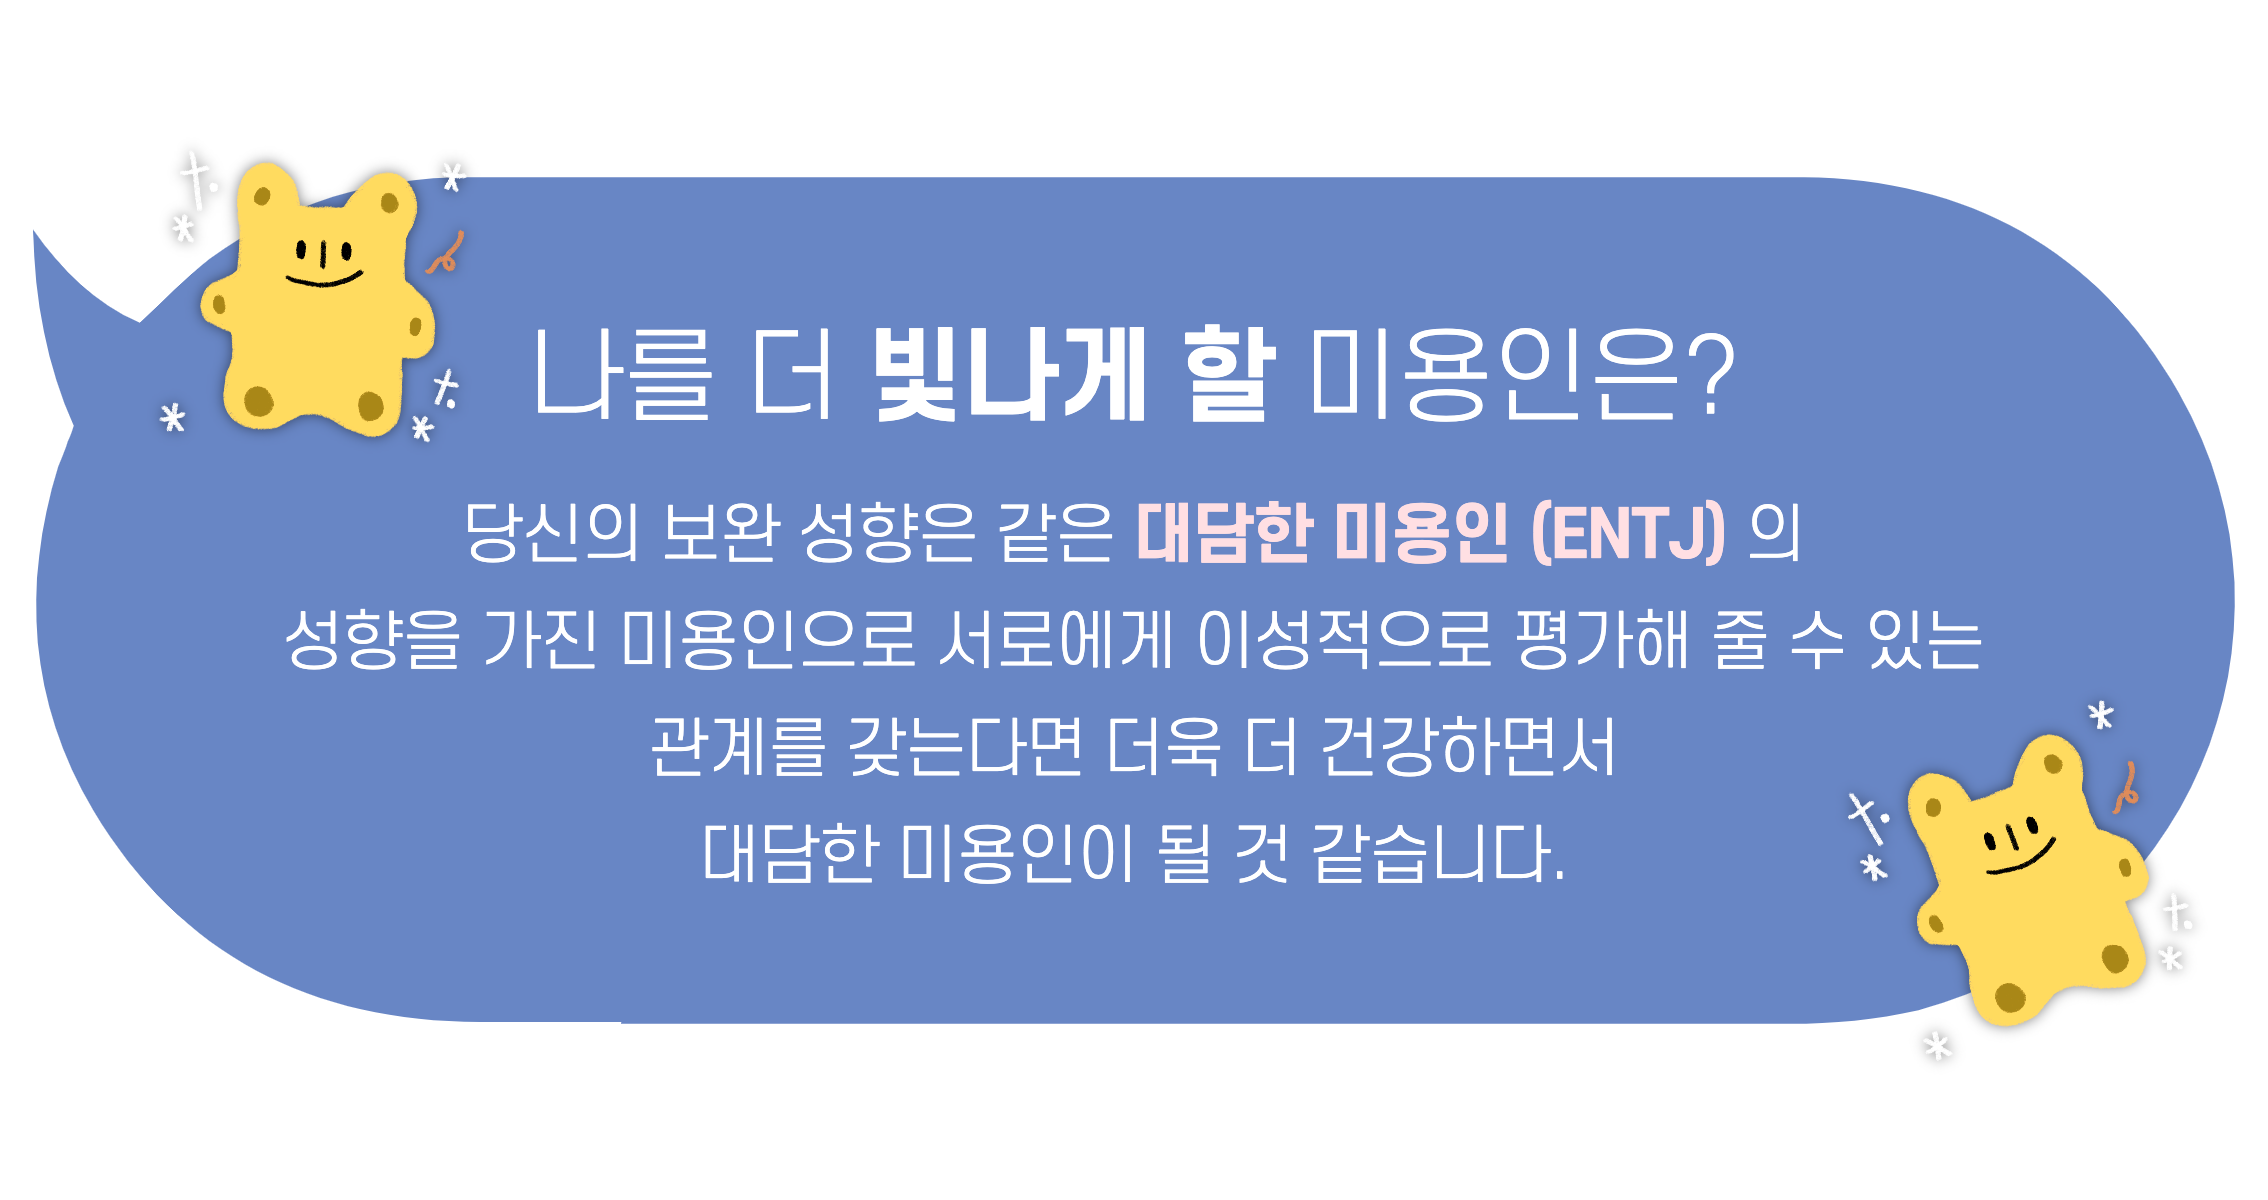 나를 더 빛나게 할 미용인은?
당신의 보완 성향은 같은 대담한 미용인 (ENTJ) 의
성향을 가진 미용인으로 서로에게 이성적으로 평가해 줄 수 있는
관계를 갖는다면 더욱 더 건강하면서
대담한 미용인이 될 것 같습니다.